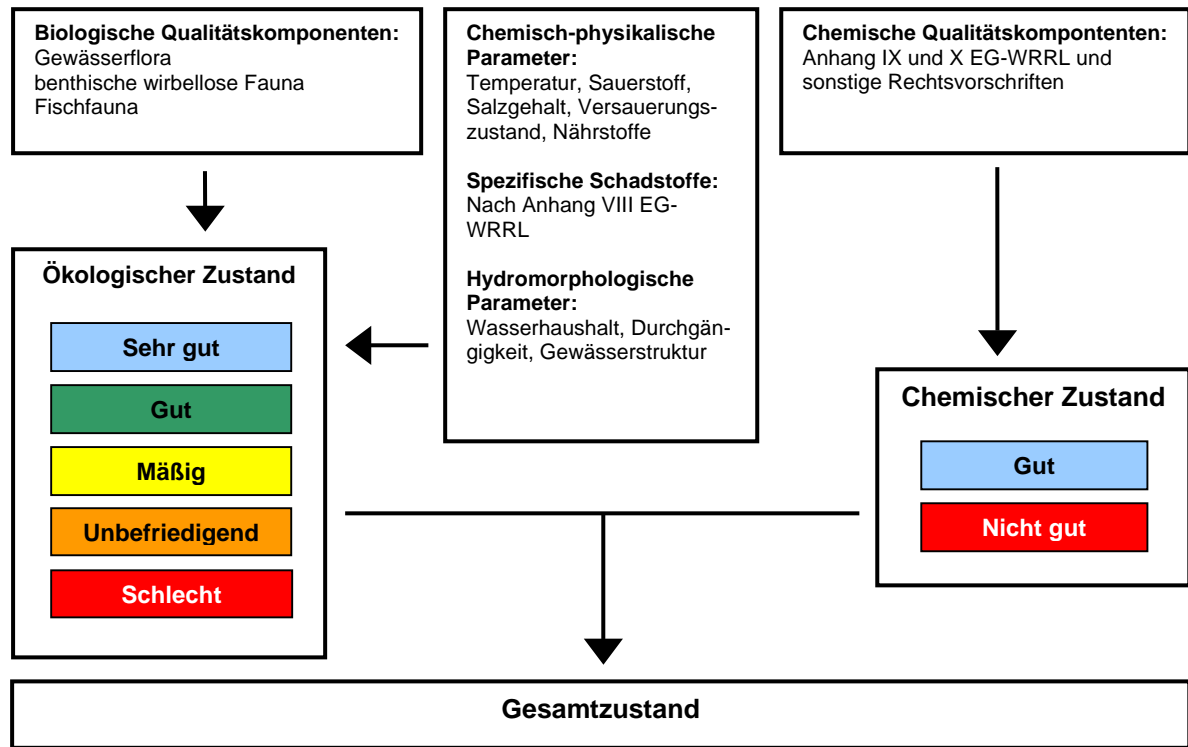 Biologische Qualitätskomponenten:
Gewässerflora
benthische wirbellose Fauna
Fischfauna
Chemisch-physikalische
Parameter:
Temperatur, Sauerstoff,
Salzgehalt, Versauerungs-
zustand, Nährstoffe
Spezifische Schadstoffe:
Nach Anhang VIII EG-
WRRL
Hydromorphologische
Parameter:
Wasserhaushalt, Durchgän-
gigkeit, Gewässerstruktur
Chemische Qualitätskompontenten:
Anhang IX und X EG-WRRL und
sonstige Rechtsvorschriften
Ökologischer Zustand
Sehr gut
Gut
Mäßig
Unbefriedigend
Schlecht
Chemischer Zustand
Gut
Nicht gut
Gesamtzustand